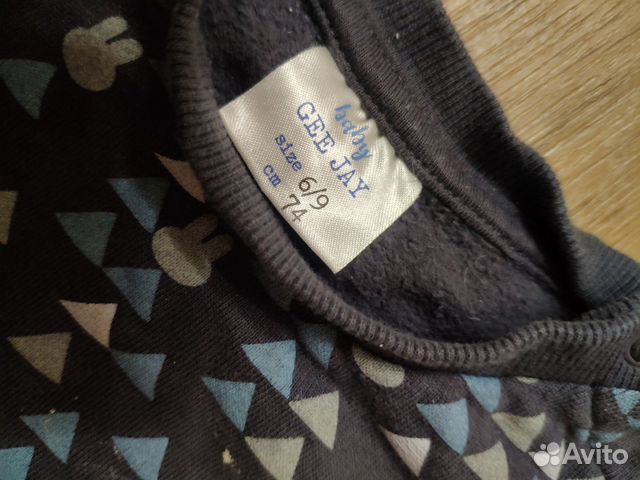 baby
GEE JAY
size 6/9
cm 74
Avito